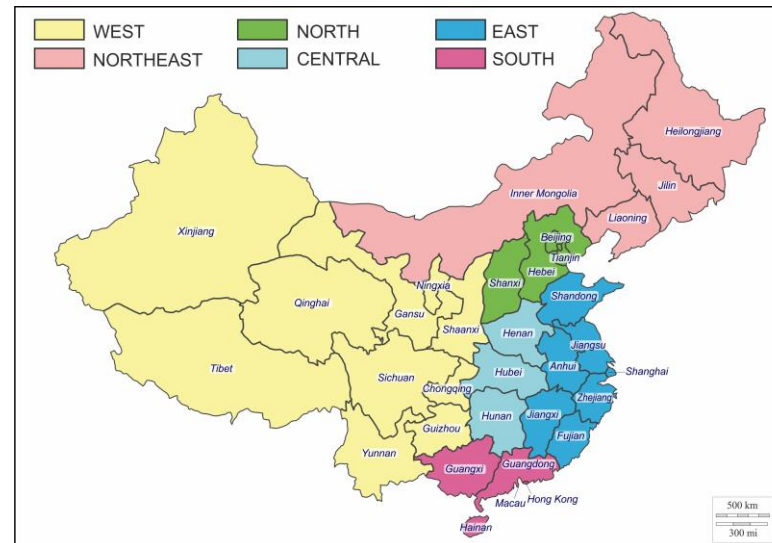 WEST
NORTH
EAST
NORTHEAST
CENTRAL
SOUTH
Heilongjiang
Jilin
Inner Mongolia
Liaoning
Xinjiang
Beijing
Tianjin
Hebei
Shanxi
Ningxia
Shandong
Qinghai
Gansu
Shaanxi
Henan
Jiangsu
Tibet
Anhui
Shanghai
Hubei
Sichuan
Chongqing
Zhejiang
Hunan
Jiangxi
Guizhou
Fujian
Yunnan
Guangxi
Guangdong
Hong Kong
Macau
Hainan
500 km
300 mi